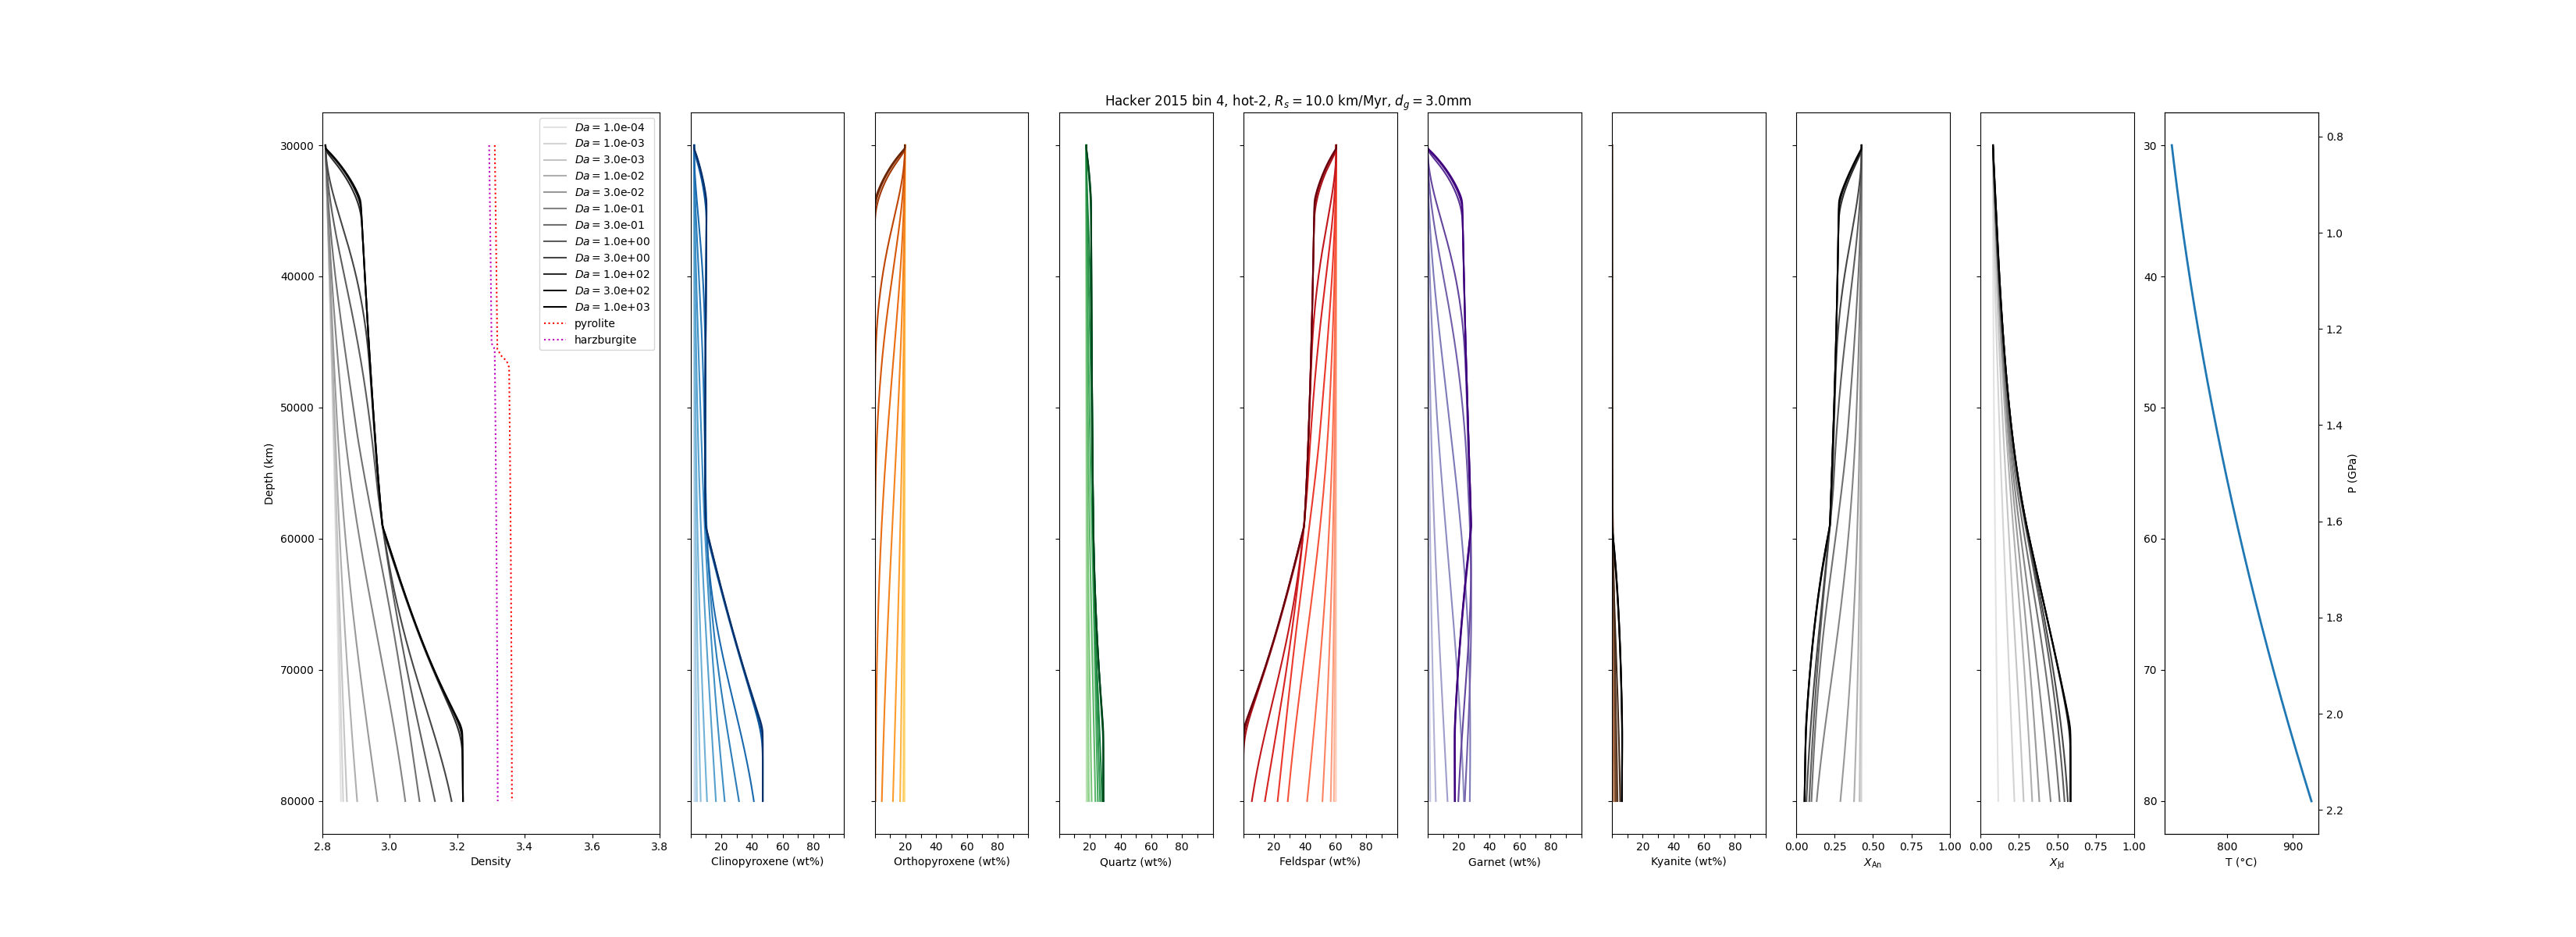 Hacker 2015 bin 4, hot-2, R_s = 10.0 km/Myr, d_g = 3.0mm
Da = 1.0e-04
Da = 1.0e-03
Da = 3.0e-03
Da = 1.0e-02
Da = 3.0e-02
Da = 1.0e-01
Da = 3.0e-01
Da = 1.0e+00
Da = 3.0e+00
Da = 1.0e+02
Da = 3.0e+02
Da = 1.0e+03
pyrolite
harzburgite
Depth (km)
30000
40000
50000
60000
70000
80000
2.8 3.0 3.2 3.4 3.6 3.8
Density
20 40 60 80
Clinopyroxene (wt%)
20 40 60 80
Orthopyroxene (wt%)
20 40 60 80
Quartz (wt%)
20 40 60 80
Feldspar (wt%)
20 40 60 80
Garnet (wt%)
20 40 60 80
Kyanite (wt%)
0.00 0.25 0.50 0.75 1.00
X_An
0.00 0.25 0.50 0.75 1.00
X_Jd
30
40
50
60
70
80
800 900
T (°C)
0.8
1.0
1.2
1.4
1.6
1.8
2.0
2.2
P (GPa)